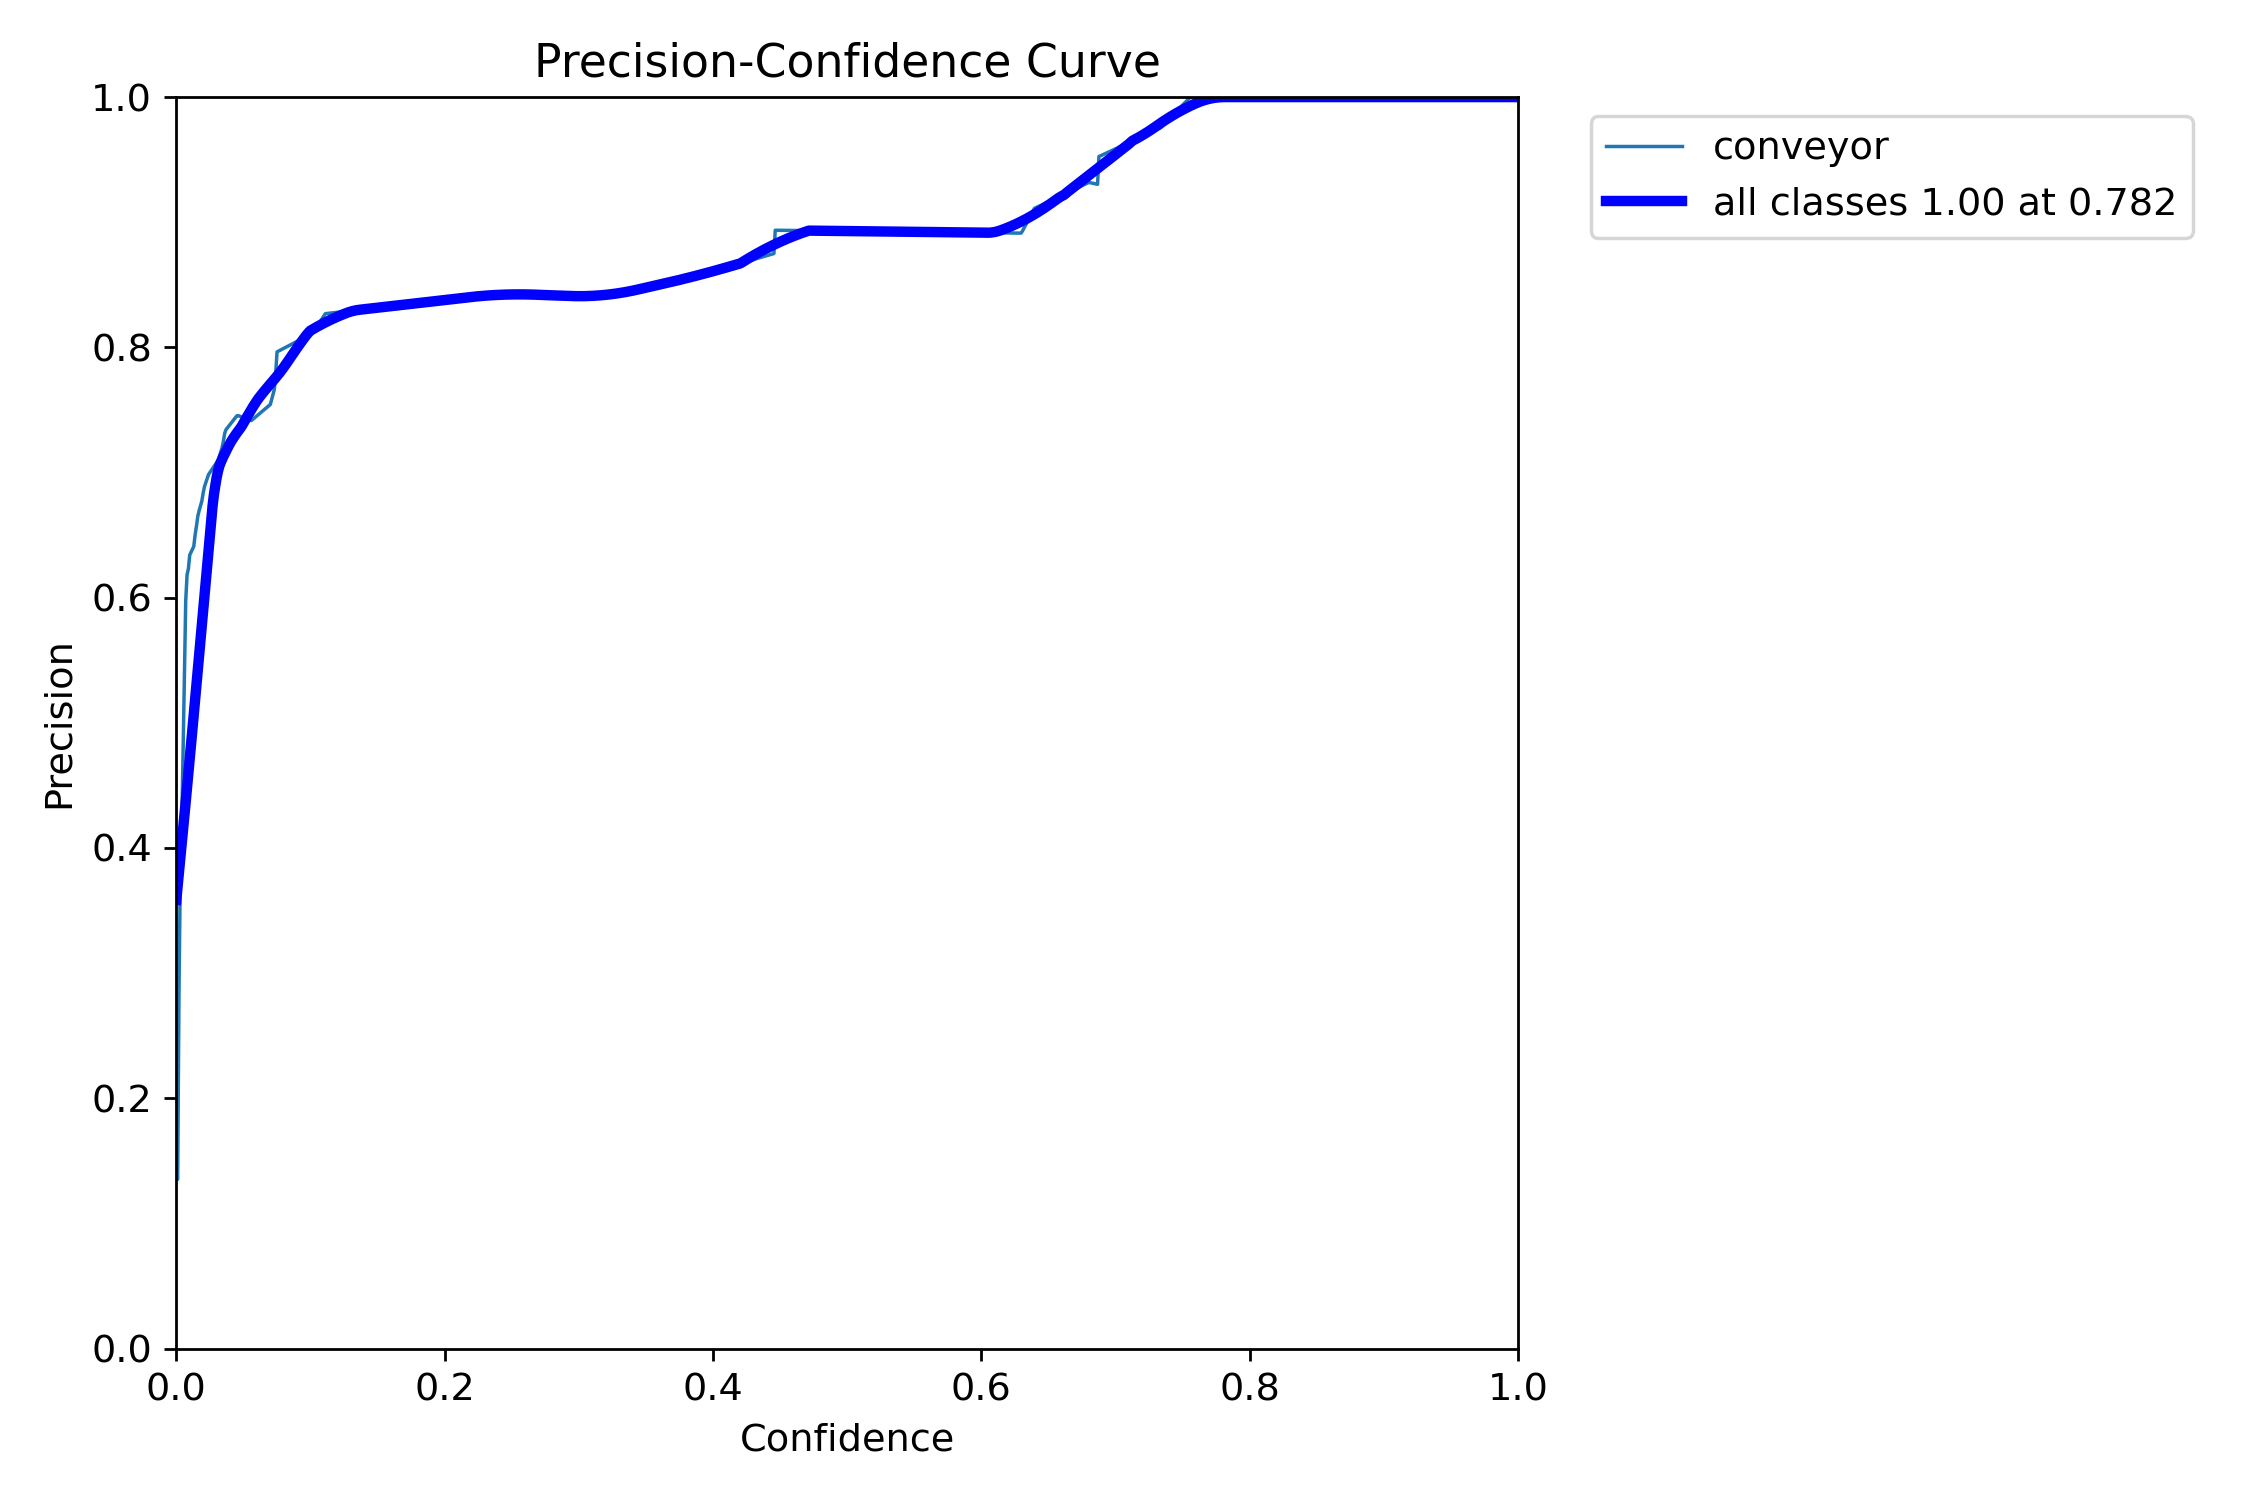 Precision-Confidence Curve
1.0
0.8
0.6
0.4
0.2
0.0
Precision
0.0 0.2 0.4 0.6 0.8 1.0
Confidence
conveyor
all classes 1.00 at 0.782